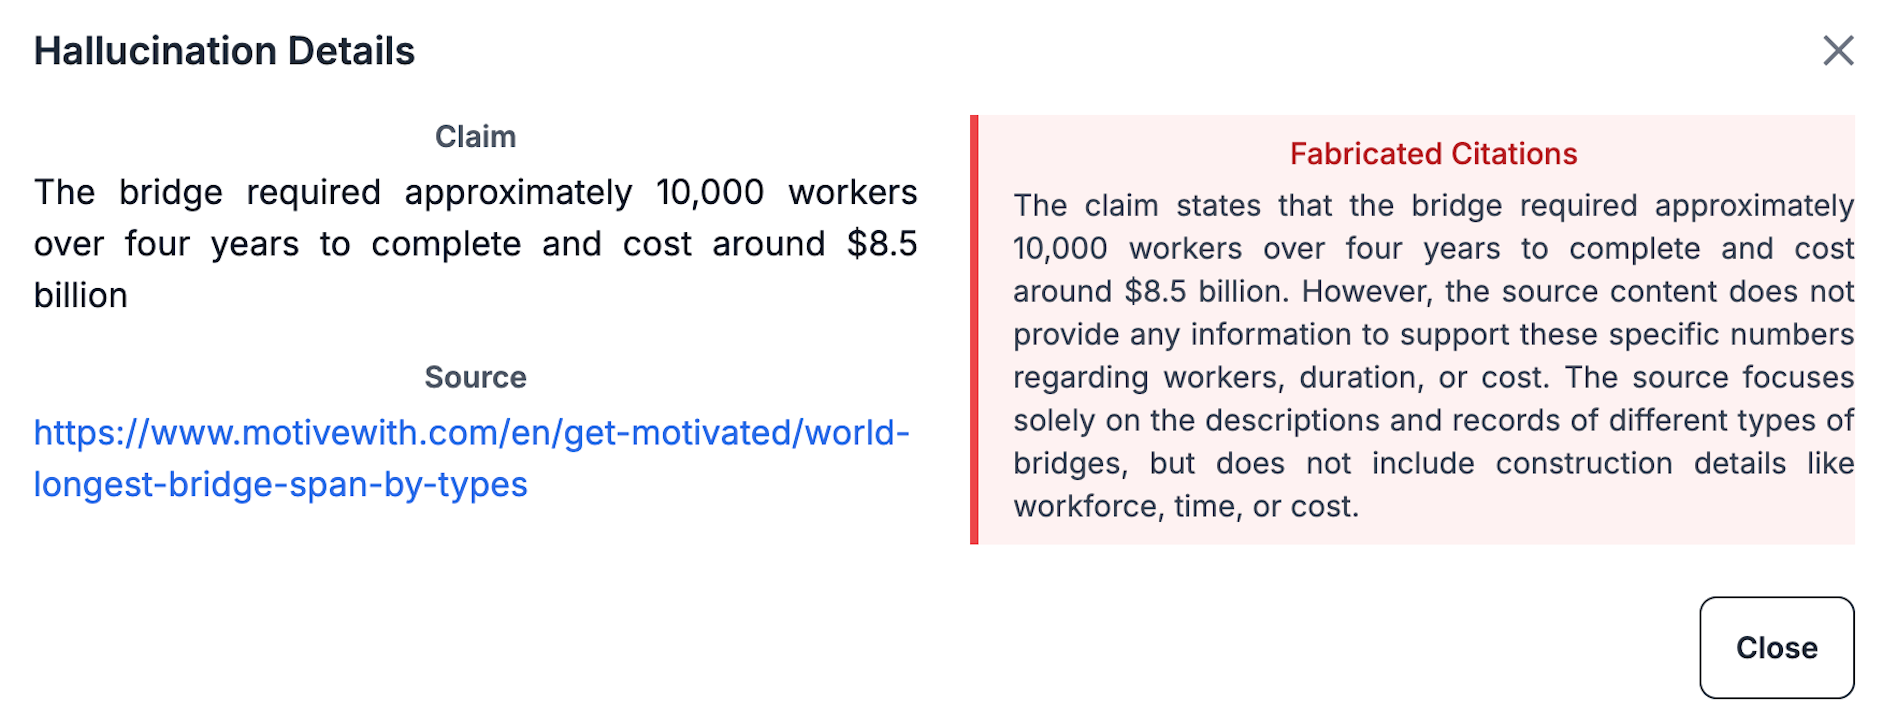 Hallucination Details
Claim
The bridge required approximately 10,000 workers
over four years to complete and cost around $8.5
billion
Source
https://www.motivewith.com/en/get-motivated/world-
longest-bridge-span-by-types
Fabricated Citations
The claim states that the bridge required approximately
10,000 workers over four years to complete and cost
around $8.5 billion. However, the source content does not
provide any information to support these specific numbers
regarding workers, duration, or cost. The source focuses
solely on the descriptions and records of different types of
bridges, but does not include construction details like
workforce, time, or cost.
Close